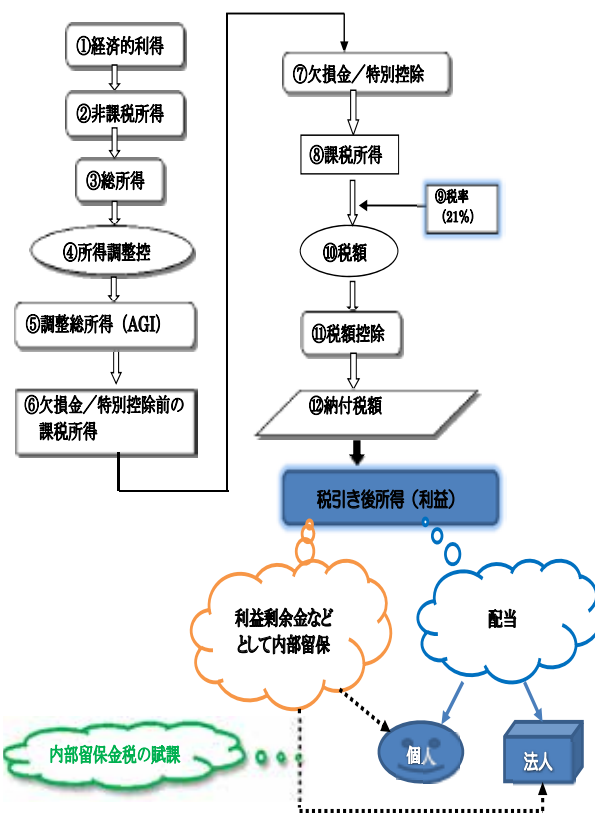 ①経済的利得
②非課税所得
③総所得
④所得調整控
⑤調整総所得（AGI）
⑥欠損金／特別控除前の
課税所得
⑦欠損金／特別控除
⑧課税所得
⑨税率
（21%）
⑩税額
⑪税額控除
⑫納付税額
税引き後所得（利益）
利益剰余金など
として内部留保
配当
内部留保金税の賦課
個人
法人